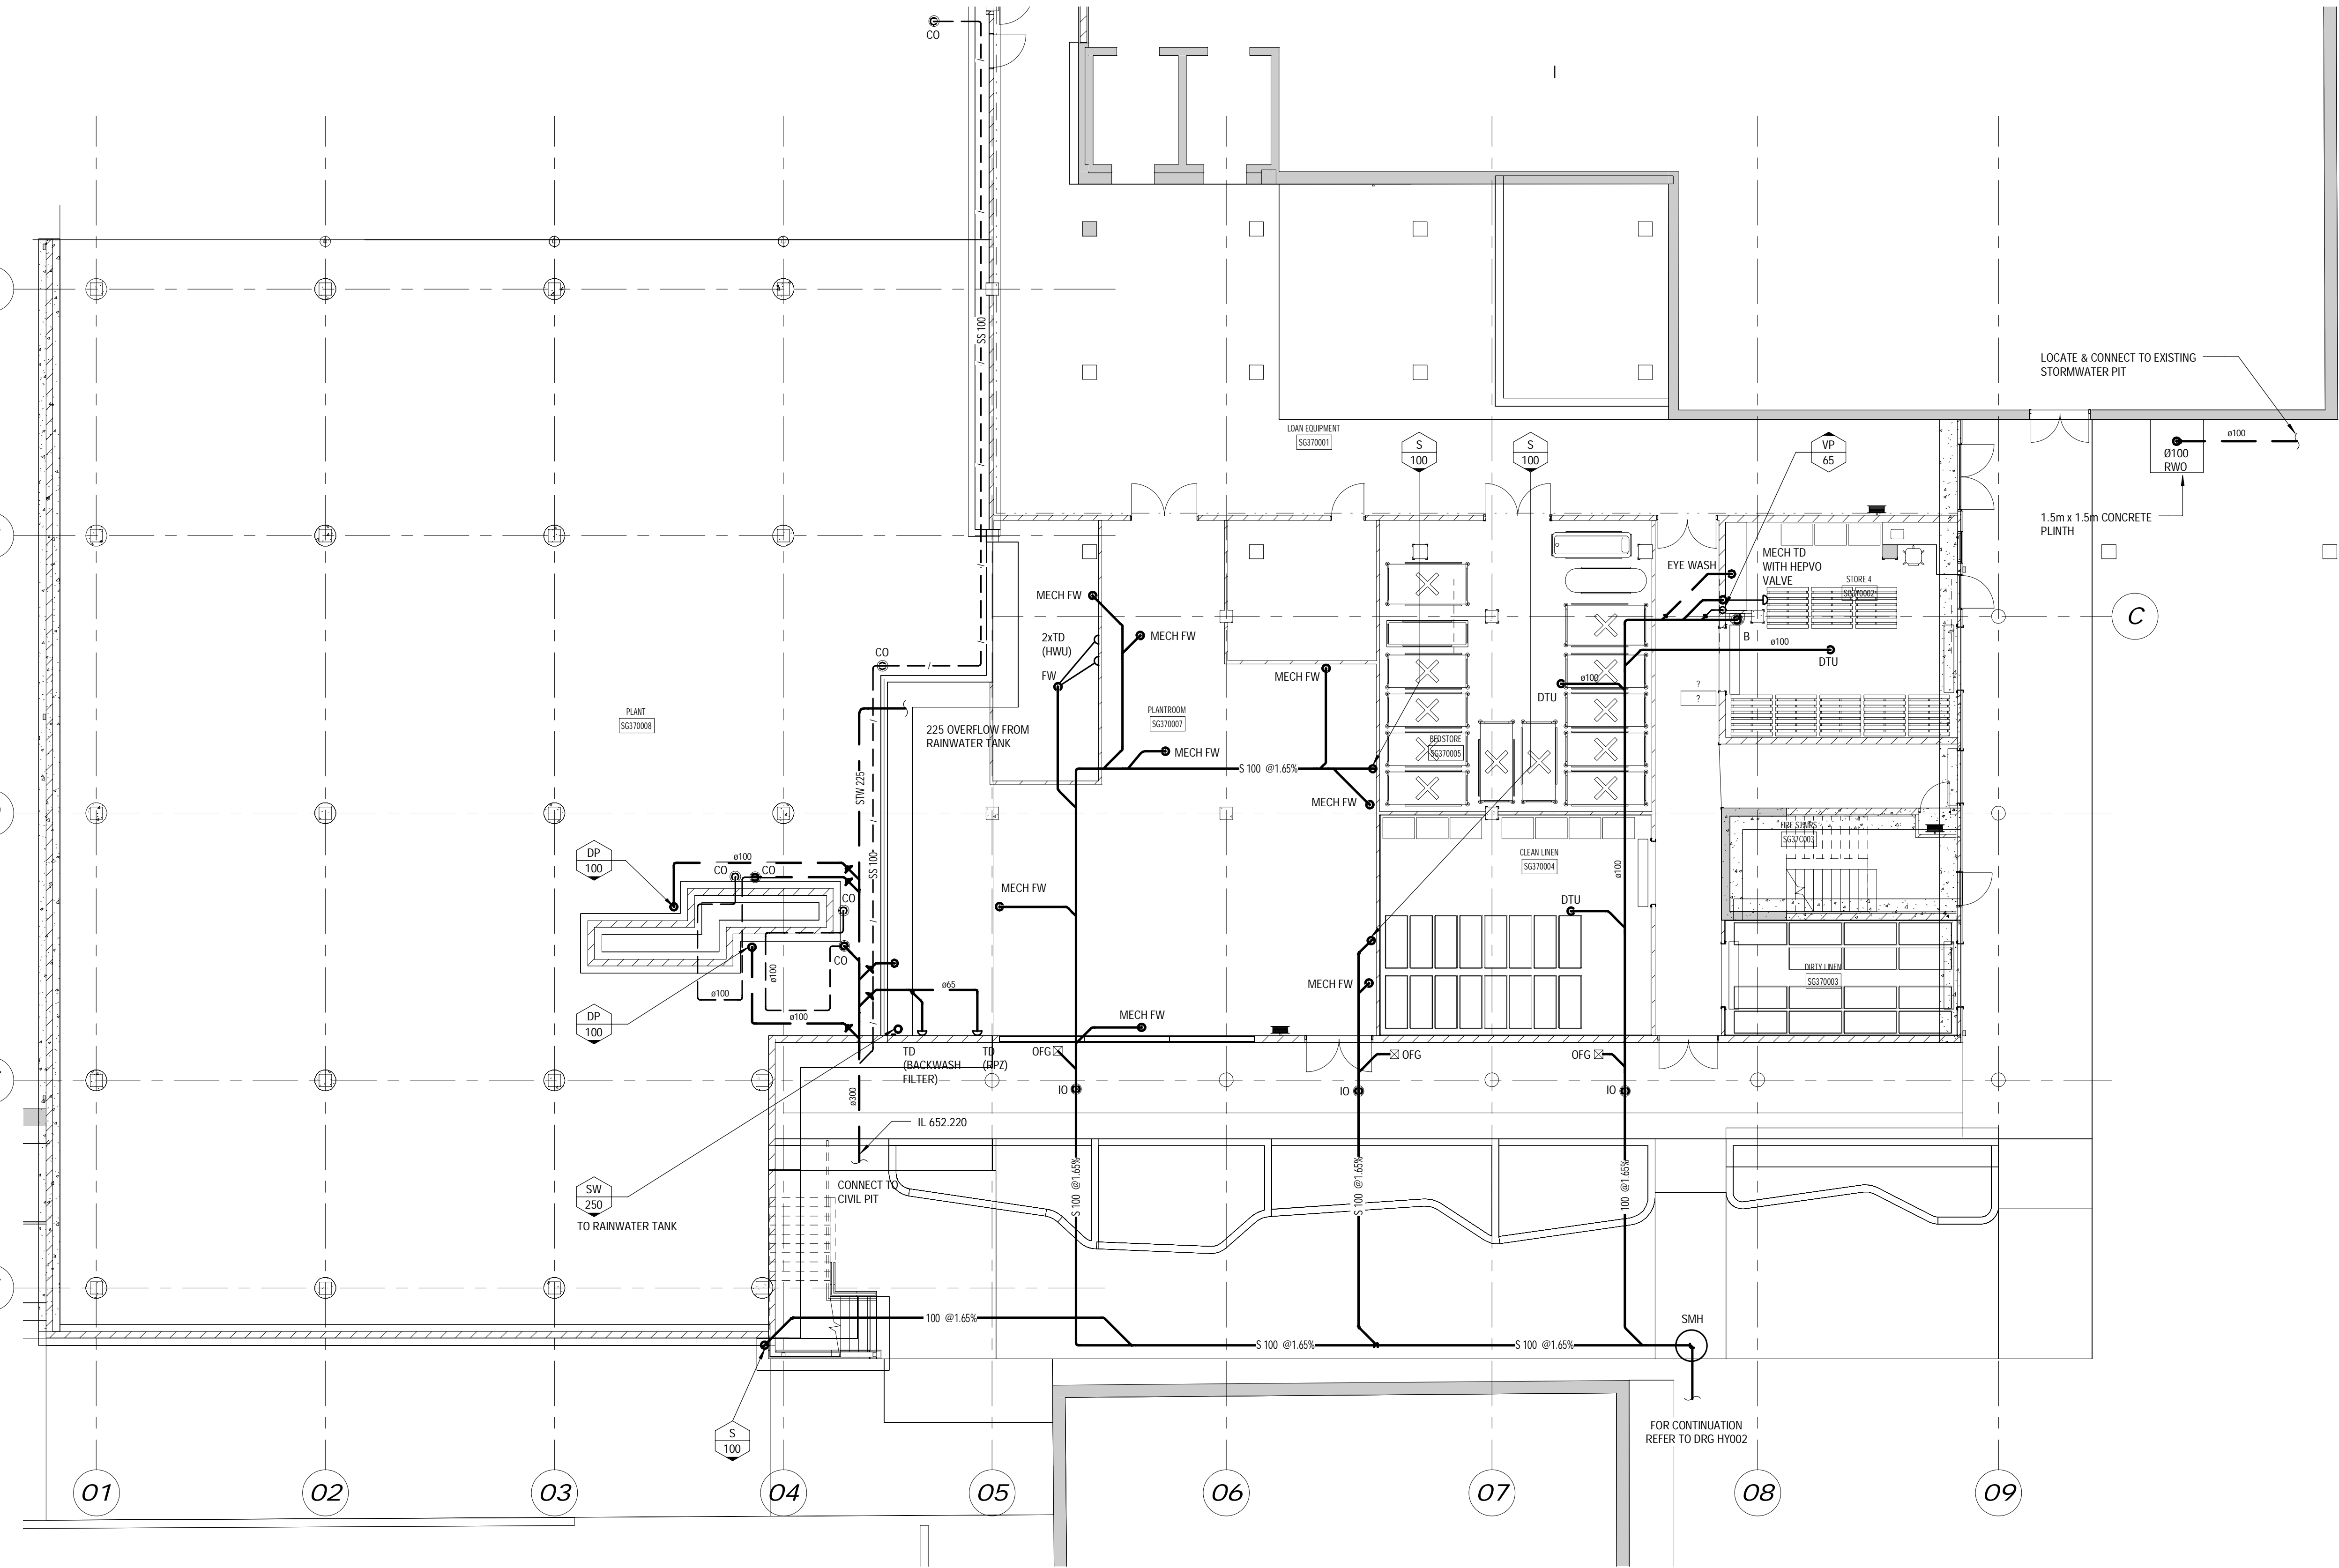 CO
SS 100
LOCATE & CONNECT TO EXISTING
STORMWATER PIT
LOAN EQUIPMENT
SG370001
S
100
S
100
VP
65
ø100
Ø100
RWO
1.5m x 1.5m CONCRETE
PLINTH
MECH TD
WITH HEPVO
VALVE
EYE WASH
STORE 4
SG370002
MECH FW
2xTD
(HWU)
FW
MECH FW
C
B
ø100
DTU
CO
MECH FW
ø100
DTU
?
?
PLANT
SG370008
PLANTROOM
SG370007
225 OVERFLOW FROM
RAINWATER TANK
MECH FW
BEDSTORE
SG370005
S 100 @1.65%
STW 225
MECH FW
FIRE STAIRS
SG37C003
DP
100
ø100
CO
CO
SS 100
CLEAN LINEN
SG370004
ø100
MECH FW
CO
DTU
CO
ø100
ø100
ø65
MECH FW
DIRTY LINEN
SG370003
DP
100
ø100
MECH FW
TD
(BACKWASH
FILTER)
TD
(RPZ)
OFG
OFG
OFG
IO
IO
IO
ø300
IL 652.220
SW
250
TO RAINWATER TANK
CONNECT TO
CIVIL PIT
S 100 @1.65%
S 100 @1.65%
100 @1.65%
100 @1.65%
S 100 @1.65%
S 100 @1.65%
SMH
S
100
FOR CONTINUATION
REFER TO DRG HY002
01
02
03
04
05
06
07
08
09